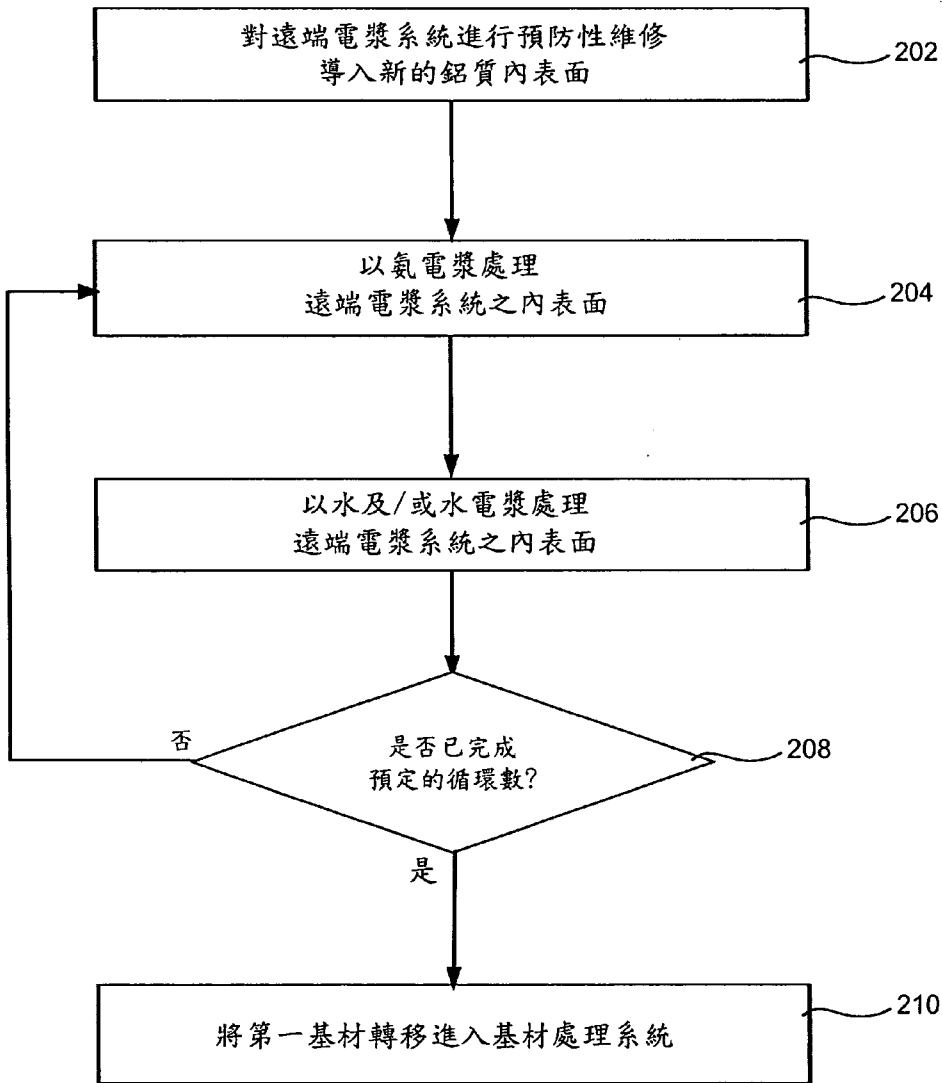 對遠端電漿系統進行預防性維修
導入新的鋁質內表面
202
以氨電漿處理
遠端電漿系統之內表面
204
以水及/或水電漿處理
遠端電漿系統之內表面
206
是否已完成
預定的循環數?
208
否
是
將第一基材轉移進入基材處理系統
210